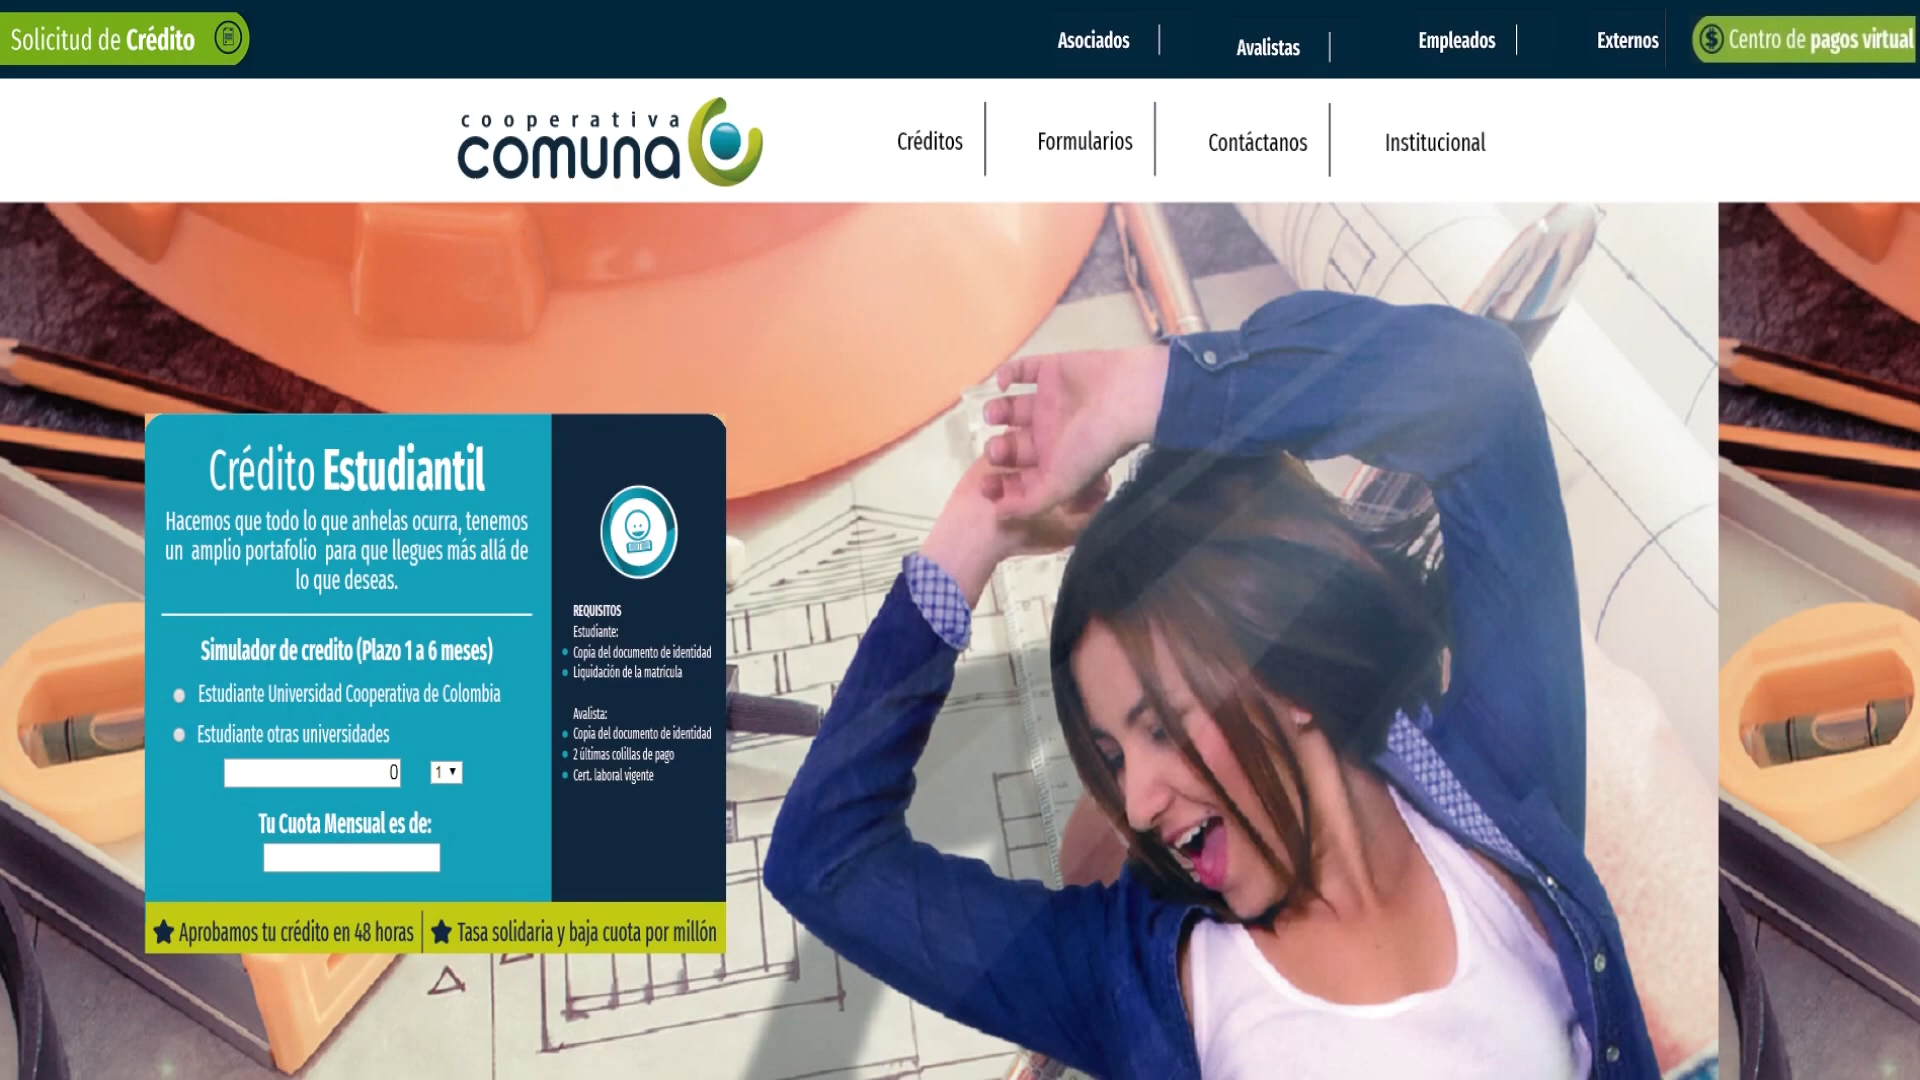 Solicitud de Crédito
Asociados
Avalistas
Empleados
Externos
Centro de pagos virtual
cooperativa
comuna
Créditos
Formularios
Contáctanos
Institucional
Crédito Estudiantil
Hacemos que todo lo que anhelas ocurra, tenemos
un amplio portafolio para que llegues más allá de
lo que deseas.
Simulador de credito (Plazo 1 a 6 meses)
Estudiante Universidad Cooperativa de Colombia
Estudiante otras universidades
0
1
Tu Cuota Mensual es de:
REQUISITOS
Estudiante:
Copia del documento de identidad
Liquidación de la matrícula
Avalista:
Copia del documento de identidad
2 últimas colillas de pago
Cert. laboral vigente
Aprobamos tu crédito en 48 horas
Tasa solidaria y baja cuota por millón